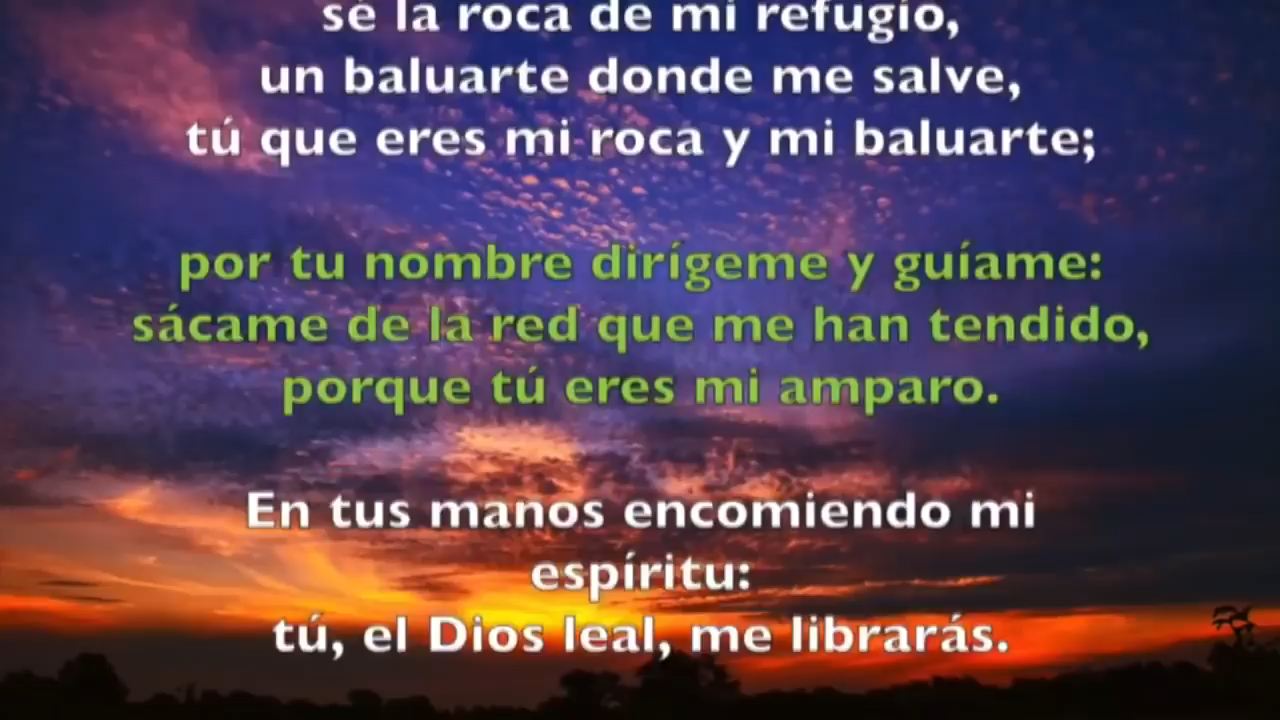 sé la roca de mi refugio,
un baluarte donde me salve,
tú que eres mi roca y mi baluarte;
por tu nombre dirígeme y guíame:
sácame de la red que me han tendido,
porque tú eres mi amparo.
En tus manos encomiendo mi
espíritu:
tú, el Dios leal, me librarás.